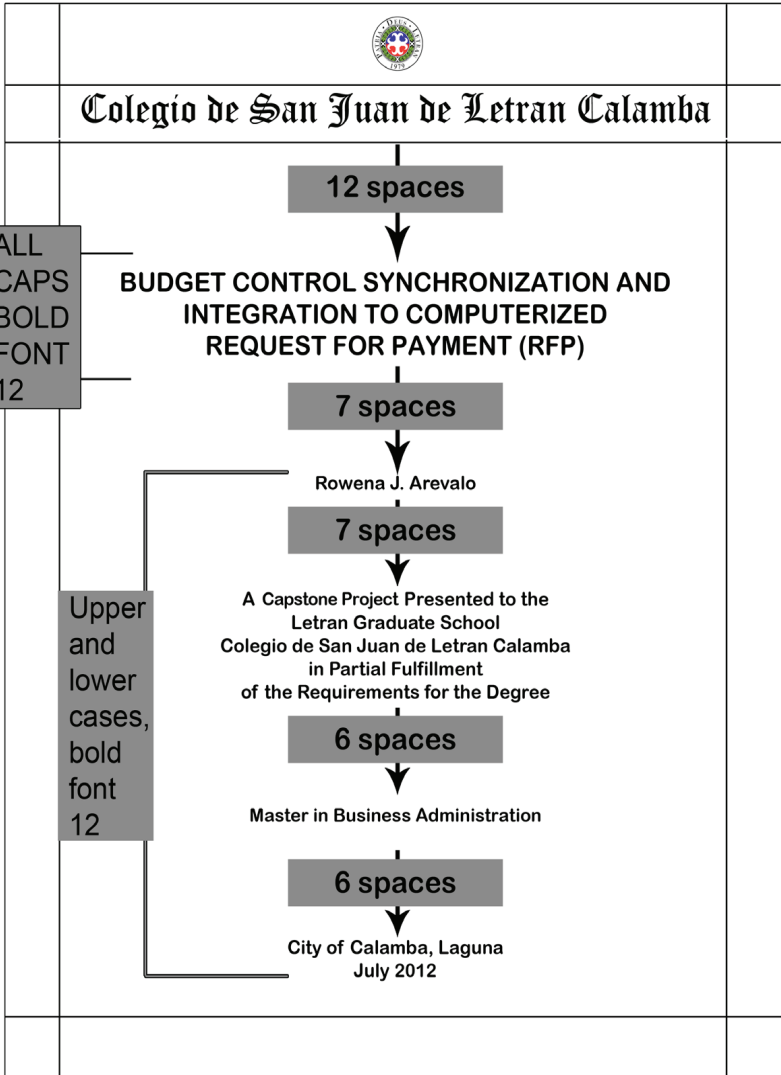 PATRIA DEUS LETRAN
1979
Colegio de San Juan de Letran Calamba
12 spaces
ALL
CAPS
BOLD
FONT
12
BUDGET CONTROL SYNCHRONIZATION AND
INTEGRATION TO COMPUTERIZED
REQUEST FOR PAYMENT (RFP)
7 spaces
Rowena J. Arevalo
7 spaces
Upper
and
lower
cases,
bold
font
12
A Capstone Project Presented to the
Letran Graduate School
Colegio de San Juan de Letran Calamba
in Partial Fulfillment
of the Requirements for the Degree
6 spaces
Master in Business Administration
6 spaces
City of Calamba, Laguna
July 2012